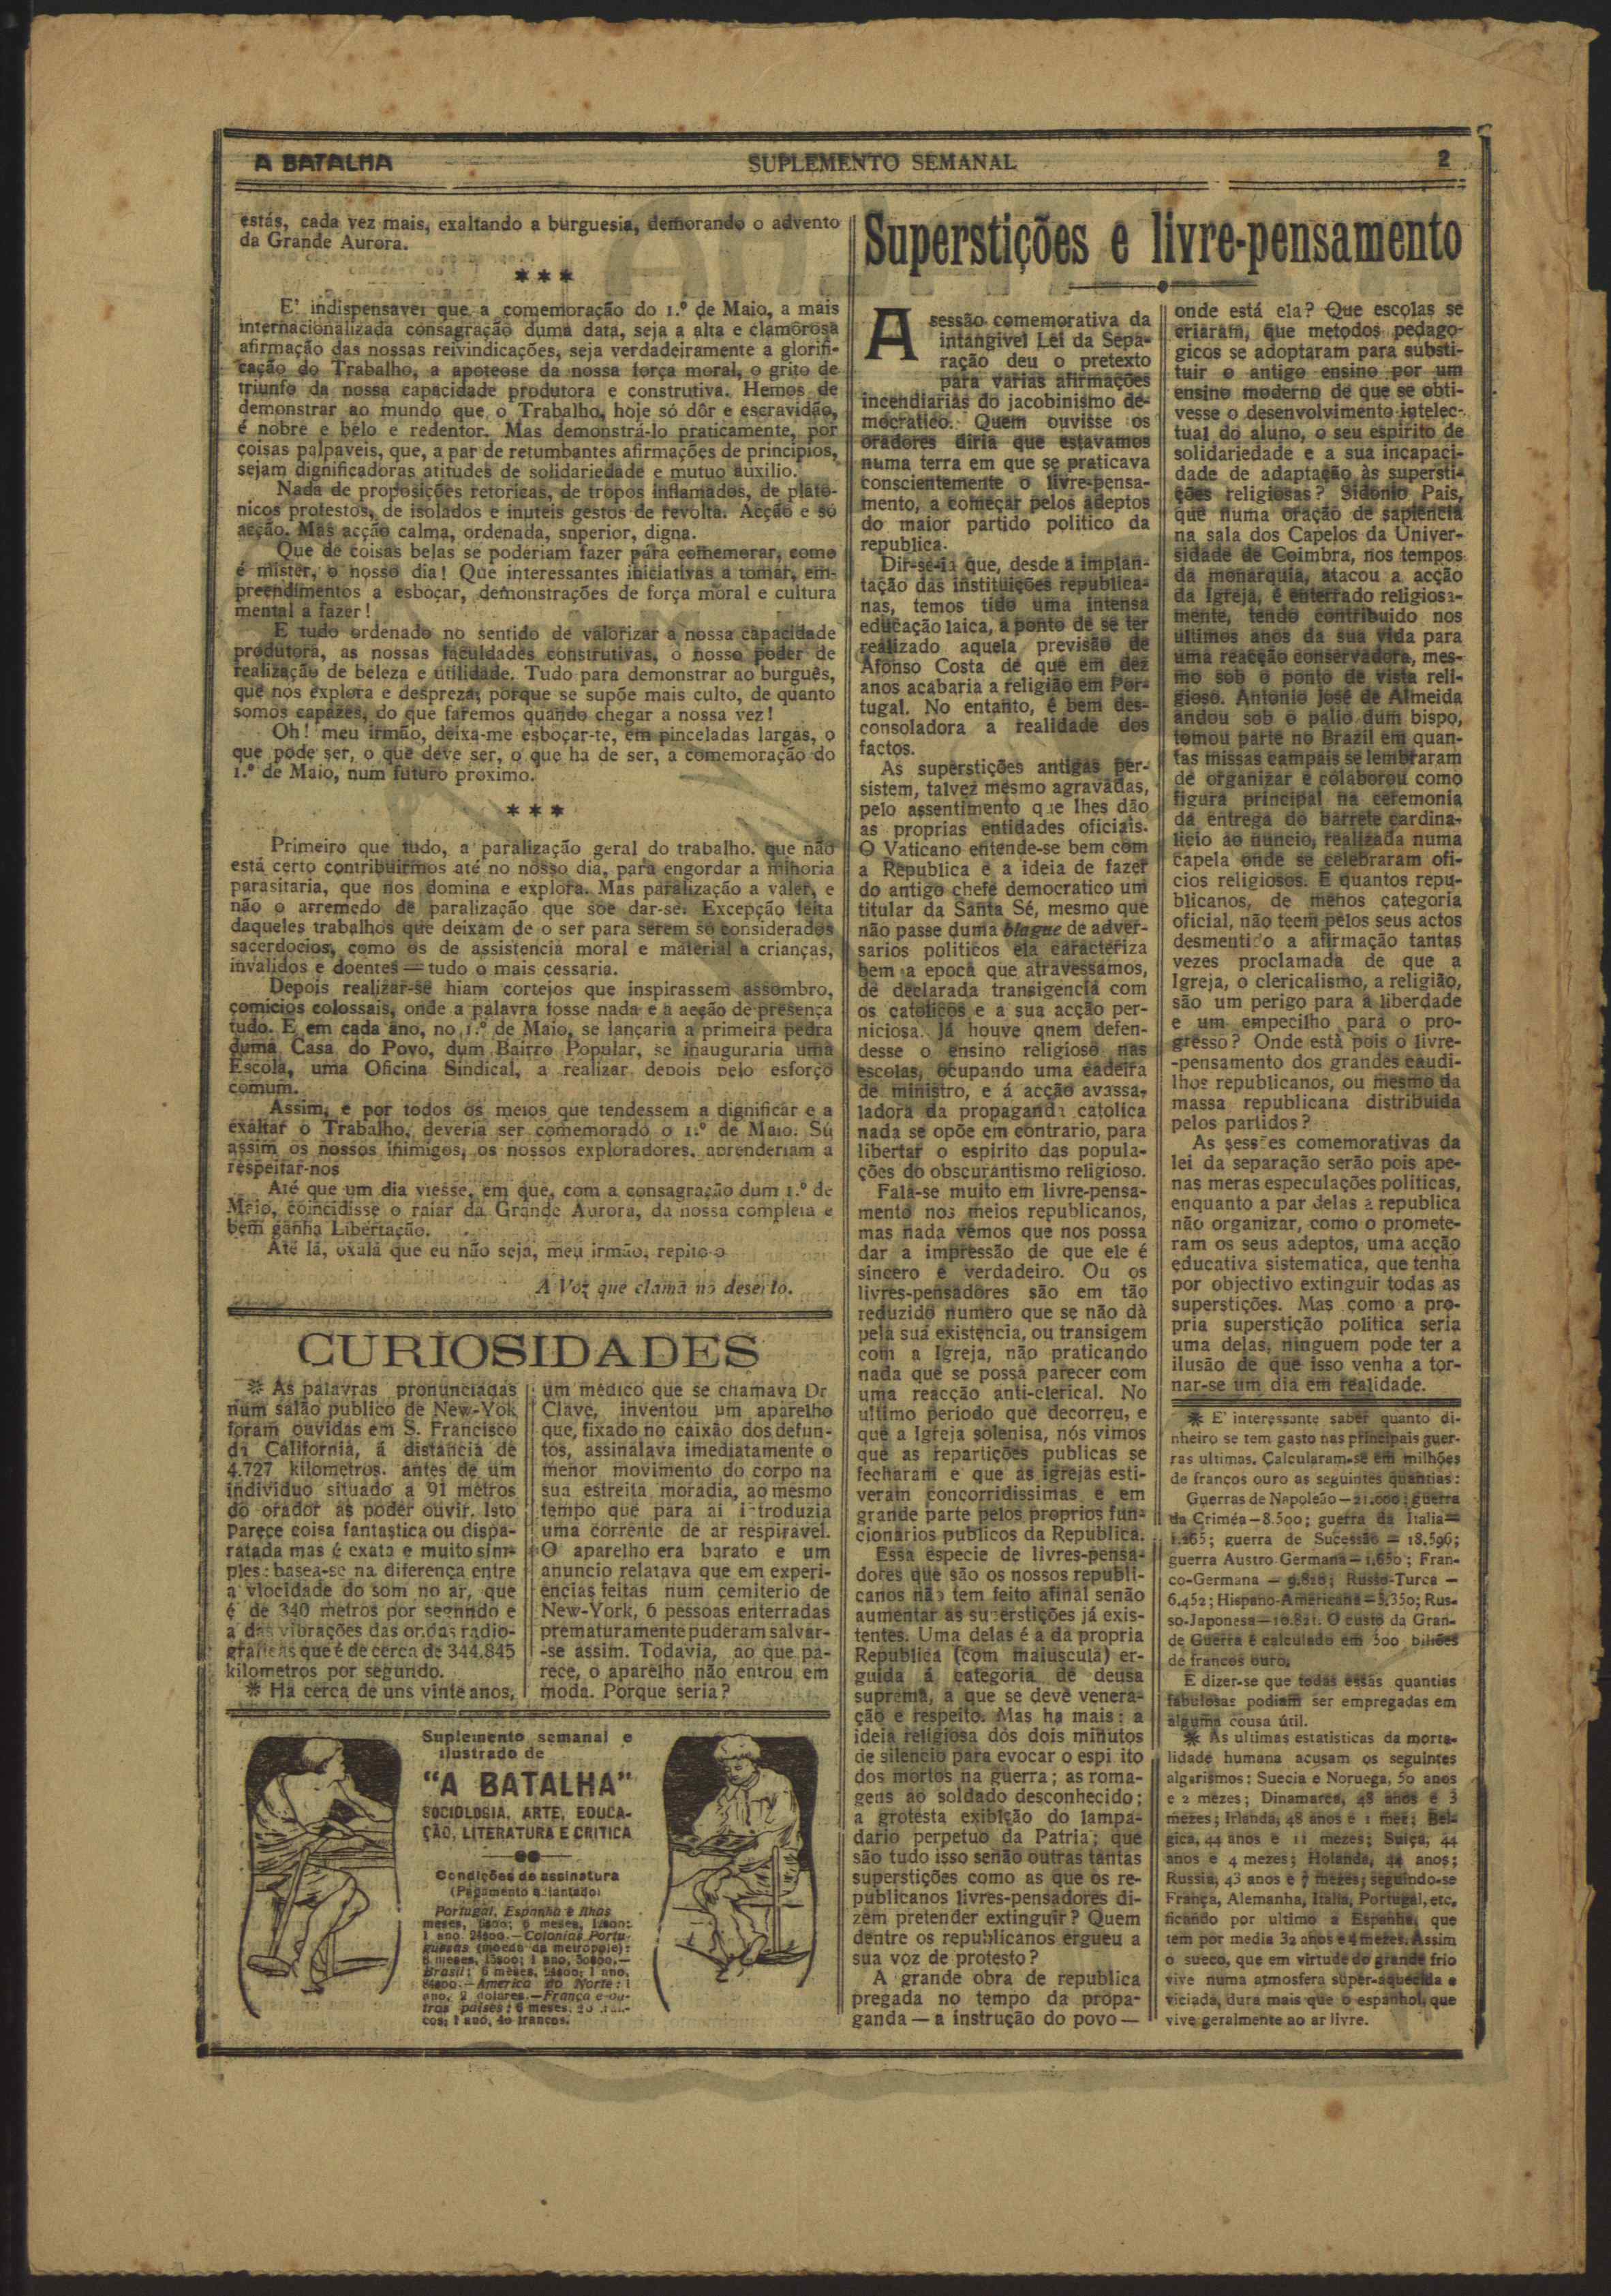 A BATALHA
SUPLEMENTO SEMANAL
2
estás, cada vez mais, exaltando a burguesia, demorando o advento
da Grande Aurora.
* * *
E' indispensavel que a comemoração do 1.º de Maio, a mais
internacionalizada consagração duma data, seja a alta e clamorosa
afirmação das nossas reivindicações, seja verdadeiramente a glorifi-
cação do Trabalho, a apoteose da nossa força moral, o grito de
triunfo da nossa capacidade produtora e construtiva. Hemos de
demonstrar ao mundo que o Trabalho, hoje só dôr e escravidão,
é nobre e belo e redentor. Mas demonstrá-lo praticamente, por
coisas palpaveis, que, a par de retumbantes afirmações de principios,
sejam dignificadoras atitudes de solidariedade e mutuo auxilio.
Nada de proposições retoricas, de tropos inflamados, de plato-
nicos protestos, de isolados e inuteis gestos de revolta. Acção e só
acção. Mas acção calma, ordenada, snperior, digna.
Que de coisas belas se poderiam fazer para comemorar, como
é mister, o nosso dia! Que interessantes iniciativas a tomar, em-
preendimentos a esboçar, demonstrações de força moral e cultura
mental a fazer!
E tudo ordenado no sentido de valorizar a nossa capacidade
produtora, as nossas faculdades construtivas, o nosso poder de
realização de beleza e utilidade. Tudo para demonstrar ao burguês,
que nos explora e despreza, porque se supõe mais culto, de quanto
somos capazes, do que faremos quando chegar a nossa vez!
Oh! meu irmão, deixa-me esboçar-te, em pinceladas largas, o
que pode ser, o que deve ser, o que ha de ser, a comemoração do
1.º de Maio, num futuro proximo.
* * *
Primeiro que tudo, a paralização geral do trabalho, que não
está certo contribuirmos até no nosso dia, para engordar a minoria
parasitaria, que nos domina e explora. Mas paralização a valer, e
não o arremedo de paralização que sóe dar-se. Excepção feita
daqueles trabalhos que deixam de o ser para serem só considerados
sacerdocios, como os de assistencia moral e material a crianças,
invalidos e doentes — tudo o mais cessaria.
Depois realizar-se hiam cortejos que inspirassem assombro,
comicios colossais, onde a palavra fosse nada e a acção de presença
tudo. E em cada ano, no 1.º de Maio, se lançaria a primeira pedra
duma Casa do Povo, dum Bairro Popular, se inauguraria uma
Escola, uma Oficina Sindical, a realizar depois pelo esforço
comum.
Assim, e por todos os meios que tendessem a dignificar e a
exaltar o Trabalho, deveria ser comemorado o 1.º de Maio. Só
assim os nossos inimigos, os nossos exploradores, aprenderiam a
respeitar-nos
Até que um dia viesse, em que, com a consagração dum 1.º de
Maio, coincidisse o raiar da Grande Aurora, da nossa completa e
bem ganha Libertação.
Até lá, oxalá que eu não seja, meu irmão, repito-o
A Voz que clama no deserto.
CURIOSIDADES
* As palavras pronunciadas
num salão publico de New-Yok
foram ouvidas em S. Francisco
da California, á distancia de
4.727 kilometros, antes de um
individuo situado a 91 metros
do orador as poder ouvir. Isto
parece coisa fantastica ou dispa-
ratada mas é exata e muito sim-
ples: basea-se na diferença entre
a vlocidade do som no ar, que
é de 340 metros por segundo e
a das vibrações das ondas radio-
graficas que é de cerca de 344.845
kilometros por segundo.
* Ha cerca de uns vinte anos,
um médico que se chamava Dr
Clave, inventou um aparelho
que, fixado no caixão dos defun-
tos, assinalava imediatamente o
menor movimento do corpo na
sua estreita moradia, ao mesmo
tempo que para aí i troduzia
uma corrente de ar respirável.
O aparelho era barato e um
anuncio relatava que em experi-
encias feitas num cemiterio de
New-York, 6 pessoas enterradas
prematuramente puderam salvar-
-se assim. Todavia, ao que pa-
rece, o aparelho não entrou em
moda. Porque seria?
Suplemento semanal e
ilustrado de
"A BATALHA"
SOCIOLOGIA, ARTE, EDUCA-
ÇÃO, LITERATURA E CRITICA
Condições de assinatura
(Pagamento adiantado)
Portugal, Espanha e Ilhas
meses, 6 meses,
1 ano — Colonias Portu-
guesas (moeda da metropole):
6 meses, 15$00; 1 ano, 30$00.—
Brasil: 6 meses, 1 ano,
— America do Norte: 1
ano, 2 dolares.—França e ou-
tros países: 6 meses, 20 fran-
cos; 1 ano, 40 francos.
Superstições e livre-pensamento
A sessão comemorativa da
intangivel Lei da Sepa-
ração deu o pretexto
para varias afirmações
incendiarias do jacobinismo de-
mocratico. Quem ouvisse os
oradores diria que estavamos
numa terra em que se praticava
conscientemente o livre-pensa-
mento, a começar pelos adeptos
do maior partido politico da
republica.
Dir-se-ia que, desde a implan-
tação das instituições republica-
nas, temos tido uma intensa
educação laica, a ponto de se ter
realizado aquela previsão de
Afonso Costa de que em dez
anos acabaria a religião em Por-
tugal. No entanto, é bem des-
consoladora a realidade dos
factos.
As superstições antigas per-
sistem, talvez mesmo agravadas,
pelo assentimento que lhes dão
as proprias entidades oficiais.
O Vaticano entende-se bem com
a Republica e a ideia de fazer
do antigo chefe democratico um
titular da Santa Sé, mesmo que
não passe duma blague de adver-
sarios politicos ela caracteriza
bem a epoca que atravessamos,
de declarada transigencia com
os catolicos e a sua acção per-
niciosa. Já houve qnem defen-
desse o ensino religioso nas
escolas, ocupando uma cadeira
de ministro, e á acção avassa-
ladora da propaganda catolica
nada se opõe em contrario, para
libertar o espirito das popula-
ções do obscurantismo religioso.
Fala-se muito em livre-pensa-
mento nos meios republicanos,
mas nada vemos que nos possa
dar a impressão de que ele é
sincero e verdadeiro. Ou os
livres-pensadores são em tão
reduzido numero que se não dá
pela sua existencia, ou transigem
com a Igreja, não praticando
nada que se possa parecer com
uma reacção anti-clerical. No
ultimo periodo que decorreu, e
que a Igreja solenisa, nós vimos
que as repartições publicas se
fecharam e que as igrejas esti-
veram concorridissimas e em
grande parte pelos proprios fun-
cionarios publicos da Republica.
Essa especie de livres-pensa-
dores que são os nossos republi-
canos não tem feito afinal senão
aumentar as superstições já exis-
tentes. Uma delas é a da propria
Republica (com maiuscula) er-
guida á categoria de deusa
suprema, a que se deve venera-
ção e respeito. Mas ha mais: a
ideia religiosa dos dois minutos
de silencio para evocar o espi ito
dos mortos na guerra; as roma-
gens ao soldado desconhecido;
a grotesta exibição do lampa-
dario perpetuo da Patria; que
são tudo isso senão outras tantas
superstições como as que os re-
publicanos livres-pensadores di-
zem pretender extinguir? Quem
dentre os republicanos ergueu a
sua voz de protesto?
A grande obra de republica
pregada no tempo da propa-
ganda — a instrução do povo —
onde está ela? Que escolas se
criaram, que metodos pedago-
gicos se adoptaram para substi-
tuir o antigo ensino por um
ensino moderno de que se obti-
vesse o desenvolvimento intelec-
tual do aluno, o seu espirito de
solidariedade e a sua incapaci-
dade de adaptação às supersti-
ções religiosas? Sidonio Pais,
que numa oração de sapiencia
na sala dos Capelos da Univer-
sidade de Coimbra, nos tempos
da monarquia, atacou a acção
da Igreja, é enterrado religiosa-
mente, tendo contribuido nos
ultimos anos da sua vida para
uma reacção conservadora, mes-
mo sob o ponto de vista reli-
gioso. Antonio José de Almeida
andou sob o palio dum bispo,
tomou parte no Brazil em quan-
tas missas campais se lembraram
de organizar e colaborou como
figura principal na ceremonia
da entrega do barrete cardina-
licio ao nuncio, realizada numa
capela onde se celebraram ofi-
cios religiosos. E quantos repu-
blicanos, de menos categoria
oficial, não teem pelos seus actos
desmentido a afirmação tantas
vezes proclamada de que a
Igreja, o clericalismo, a religião,
são um perigo para a liberdade
e um empecilho para o pro-
gresso? Onde está pois o livre-
-pensamento dos grandes caudi-
lhos republicanos, ou mesmo da
massa republicana distribuida
pelos partidos?
As sessões comemorativas da
lei da separação serão pois ape-
nas meras especulações politicas,
enquanto a par delas a republica
não organizar, como o promete-
ram os seus adeptos, uma acção
educativa sistematica, que tenha
por objectivo extinguir todas as
superstições. Mas como a pro-
pria superstição politica seria
uma delas, ninguem pode ter a
ilusão de que isso venha a tor-
nar-se um dia em realidade.
* E' interessante saber quanto di-
nheiro se tem gasto nas principais guer-
ras ultimas. Calcularam-se em milhões
de francos ouro as seguintes quantias:
Guerras de Napoleão — 21.000; guerra
da Criméa — 8.500; guerra da Italia —
1.265; guerra de Sucessão — 18.596;
guerra Austro Germana — 1.650; Fran-
co-Germana — 9.820; Russo-Turca —
6.452; Hispano-Americana — 5.350; Rus-
so-Japonesa — 10.821. O custo da Gran-
de Guerra é calculado em 300 biliões
de francos ouro.
E dizer-se que todas essas quantias
fabulosas podiam ser empregadas em
alguma cousa útil.
* As ultimas estatisticas da morta-
lidade humana acusam os seguintes
algarismos: Suecia e Noruega, 50 anos
e 2 mezes; Dinamarca, 48 anos e 3
mezes; Irlanda, 48 anos e 1 mez; Bel-
gica, 44 anos e 11 mezes; Suiça, 44
anos e 4 mezes; Holanda, 44 anos;
Russia, 43 anos e 7 mezes; seguindo-se
França, Alemanha, Italia, Portugal, etc.
ficando por ultimo a Espanha, que
tem por media 32 anos e 4 mezes. Assim
o sueco, que em virtude do grande frio
vive numa atmosfera super-aquecida e
viciada, dura mais que o espanhol, que
vive geralmente ao ar livre.